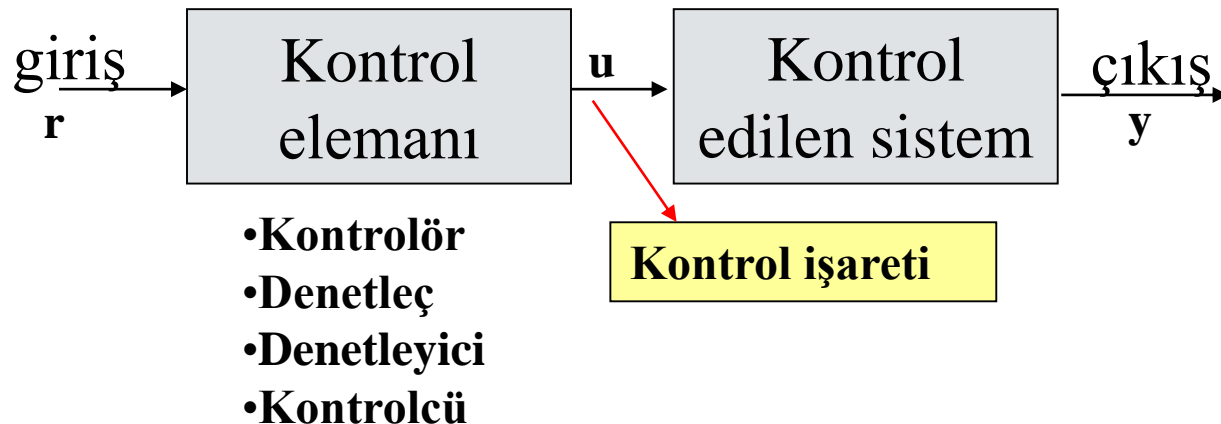 giriş
r
Kontrol
elemanı
u
Kontrol
edilen sistem
çıkış
y
•Kontrolör
•Denetleç
•Denetleyici
•Kontrolcü
Kontrol işareti